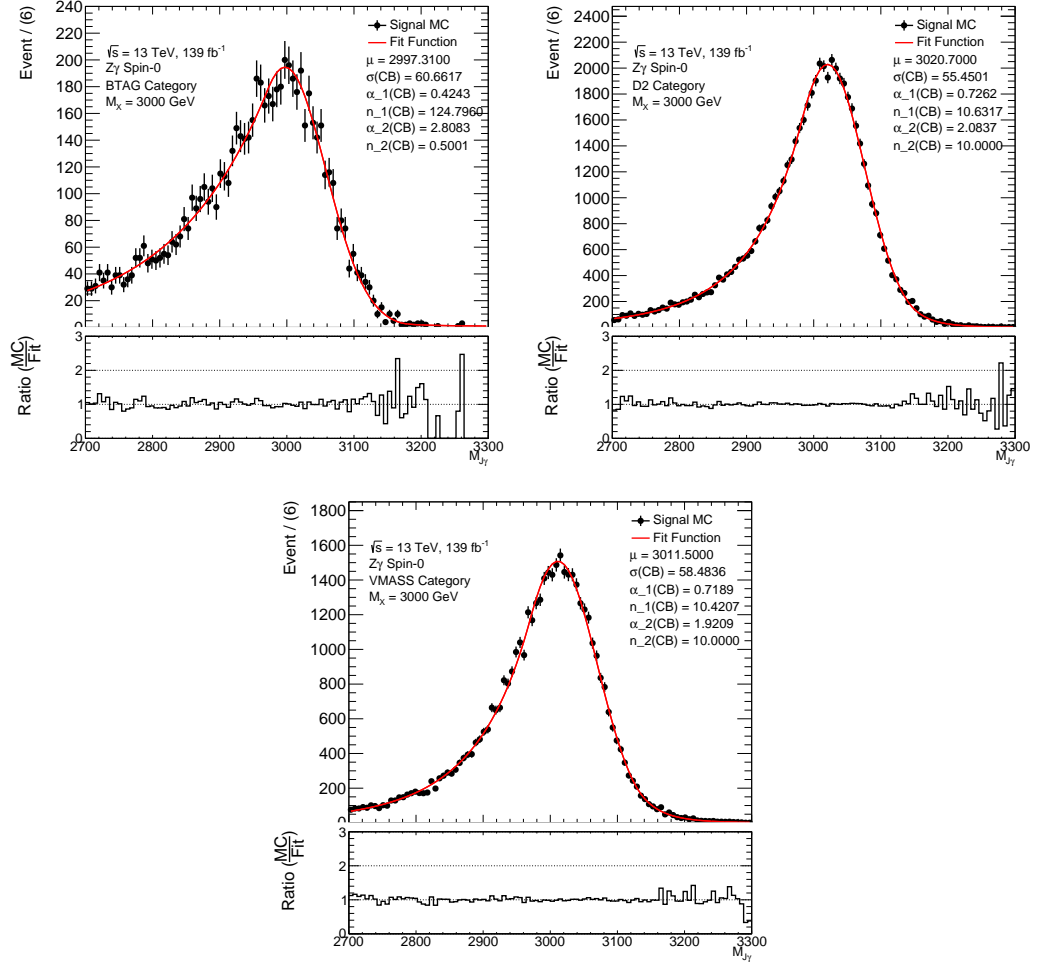 Event / (6)
240
220
200
180
160
140
120
100
80
60
40
20
0
√s = 13 TeV, 139 fb⁻¹
Zγ Spin-0
BTAG Category
M_X = 3000 GeV
Signal MC
Fit Function
μ = 2997.3100
σ(CB) = 60.6617
α_1(CB) = 0.4243
n_1(CB) = 124.7960
α_2(CB) = 2.8083
n_2(CB) = 0.5001
Ratio (MC/Fit)
3
2
1
0
2700 2800 2900 3000 3100 3200 3300
M_Jγ
Event / (6)
2400
2200
2000
1800
1600
1400
1200
1000
800
600
400
200
√s = 13 TeV, 139 fb⁻¹
Zγ Spin-0
D2 Category
M_X = 3000 GeV
Signal MC
Fit Function
μ = 3020.7000
σ(CB) = 55.4501
α_1(CB) = 0.7262
n_1(CB) = 10.6317
α_2(CB) = 2.0837
n_2(CB) = 10.0000
Ratio (MC/Fit)
3
2
1
0
2700 2800 2900 3000 3100 3200 3300
M_Jγ
Event / (6)
1800
1600
1400
1200
1000
800
600
400
200
√s = 13 TeV, 139 fb⁻¹
Zγ Spin-0
VMASS Category
M_X = 3000 GeV
Signal MC
Fit Function
μ = 3011.5000
σ(CB) = 58.4836
α_1(CB) = 0.7189
n_1(CB) = 10.4207
α_2(CB) = 1.9209
n_2(CB) = 10.0000
Ratio (MC/Fit)
3
2
1
0
2700 2800 2900 3000 3100 3200 3300
M_Jγ